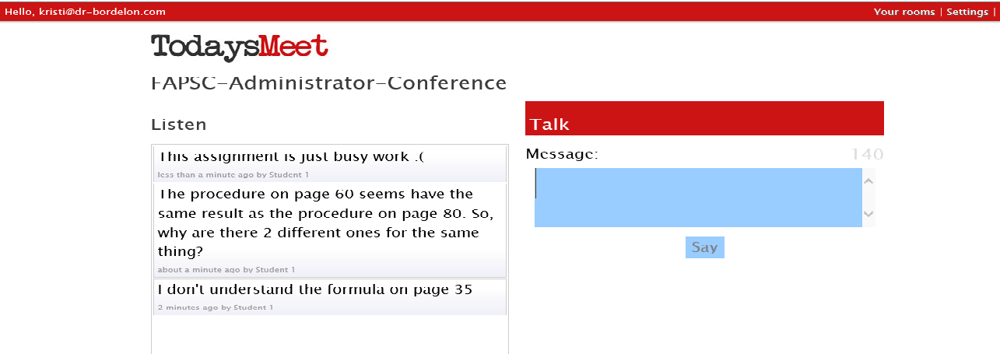 Hello, kristi@dr-bordelon.com
Your rooms | Settings |
TodaysMeet
FAPSC-Administrator-Conference
Listen
This assignment is just busy work .(
less than a minute ago by Student 1
The procedure on page 60 seems have the
same result as the procedure on page 80. So,
why are there 2 different ones for the same
thing?
about a minute ago by Student 1
I don't understand the formula on page 35
2 minutes ago by Student 1
Talk
Message:
140
Say